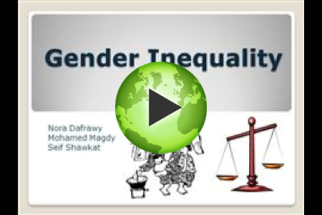 Gender Inequality
Nora Dafrawy
Mohamed Magdy
Seif Shawkat